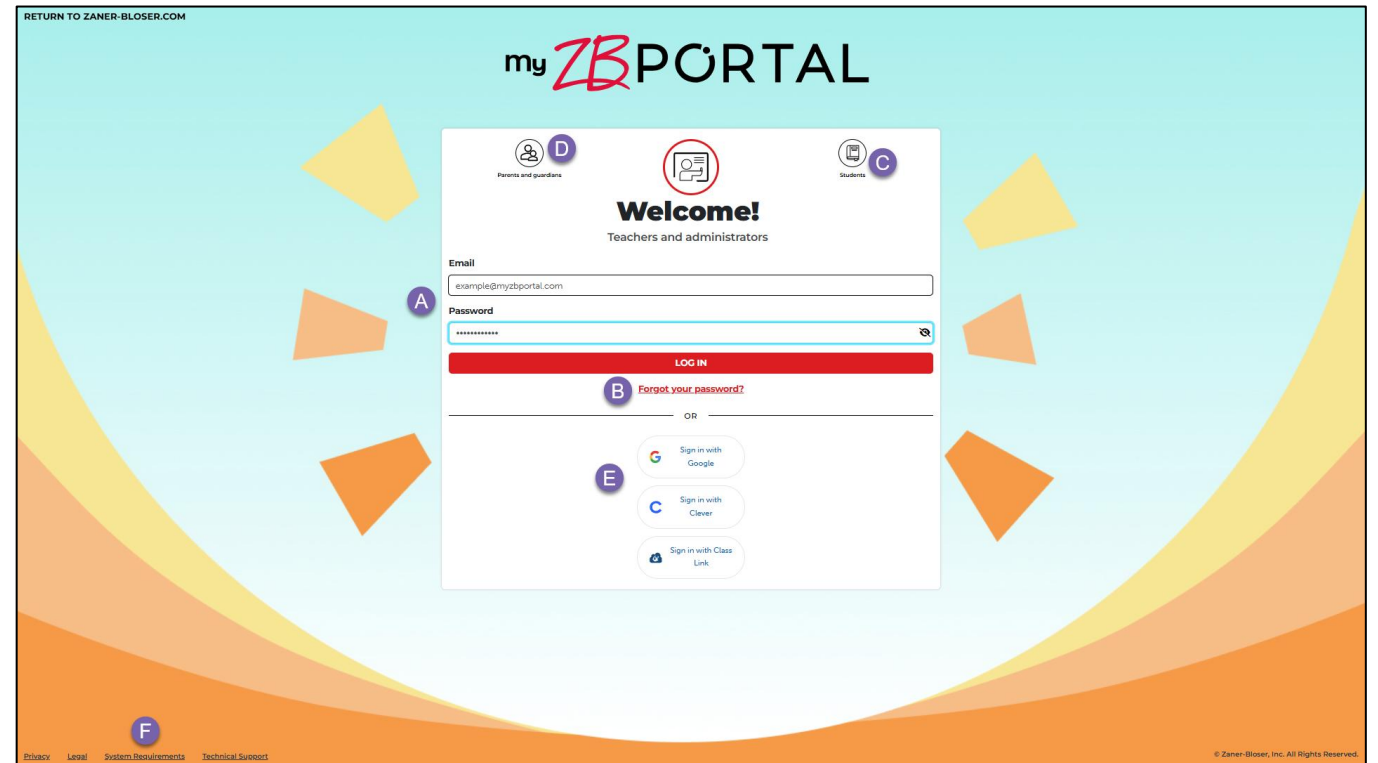 RETURN TO ZANER-BLOSER.COM
my ZB PORTAL
D
C
Parents and guardians
Students
Welcome!
Teachers and administrators
Email
example@myzbportal.com
A
Password
••••••••••••
LOG IN
B Forgot your password?
OR
Sign in with
Google
E
Sign in with
Clever
Sign in with Class
Link
F
Privacy Legal System Requirements Technical Support
© Zaner-Bloser, Inc. All Rights Reserved.